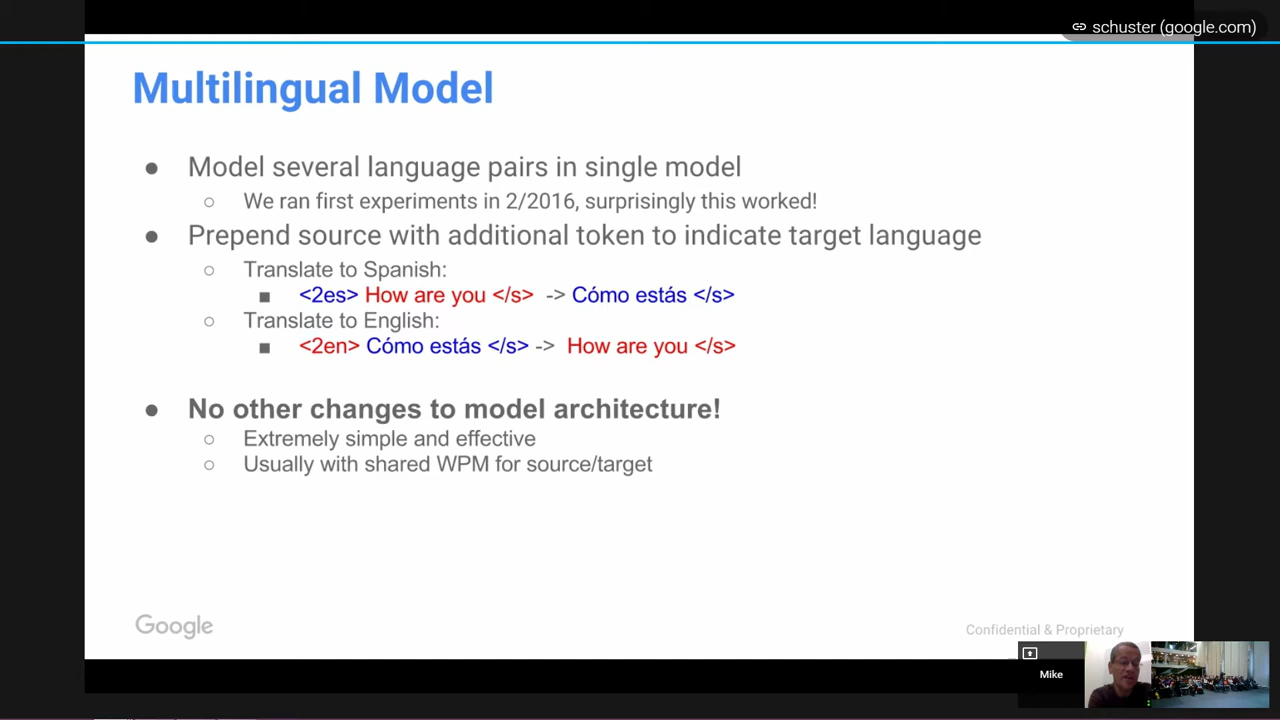 schuster (google.com)
Multilingual Model
● Model several language pairs in single model
○ We ran first experiments in 2/2016, surprisingly this worked!
● Prepend source with additional token to indicate target language
○ Translate to Spanish:
■ <2es> How are you </s> -> Cómo estás </s>
○ Translate to English:
■ <2en> Cómo estás </s> -> How are you </s>
● No other changes to model architecture!
○ Extremely simple and effective
○ Usually with shared WPM for source/target
Google
Confidential & Proprietary
Mike